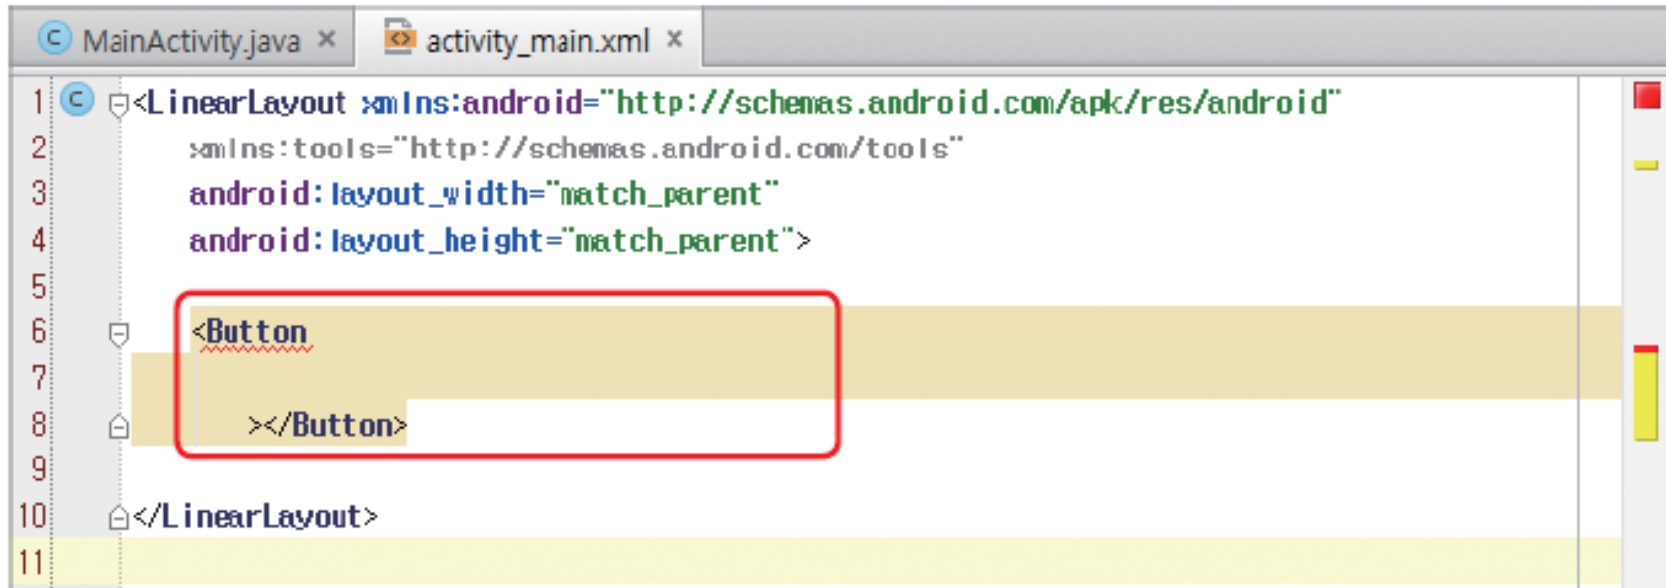 MainActivity.java × activity_main.xml ×
1 C <LinearLayout xmlns:android="http://schemas.android.com/apk/res/android"
2 xmlns:tools="http://schemas.android.com/tools"
3 android:layout_width="match_parent"
4 android:layout_height="match_parent">
5
6 <Button
7
8 ></Button>
9
10 </LinearLayout>
11